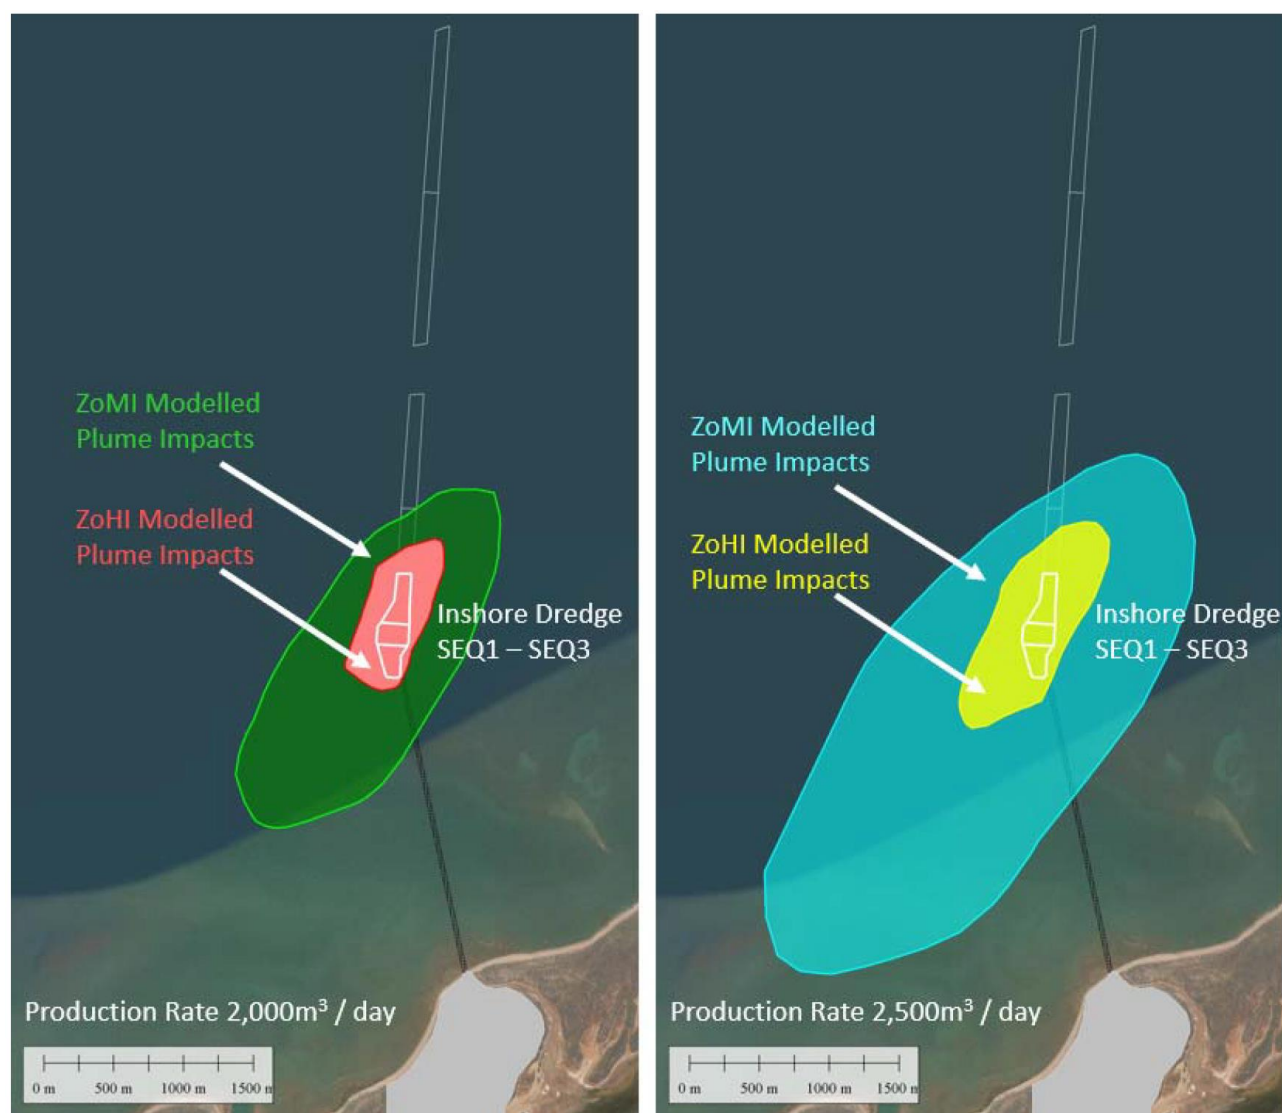 ZoMI Modelled
Plume Impacts
ZoHI Modelled
Plume Impacts
Inshore Dredge
SEQ1 – SEQ3
Production Rate 2,000m³ / day
0 m 500 m 1000 m 1500 m
ZoMI Modelled
Plume Impacts
ZoHI Modelled
Plume Impacts
Inshore Dredge
SEQ1 – SEQ3
Production Rate 2,500m³ / day
0 m 500 m 1000 m 1500 m